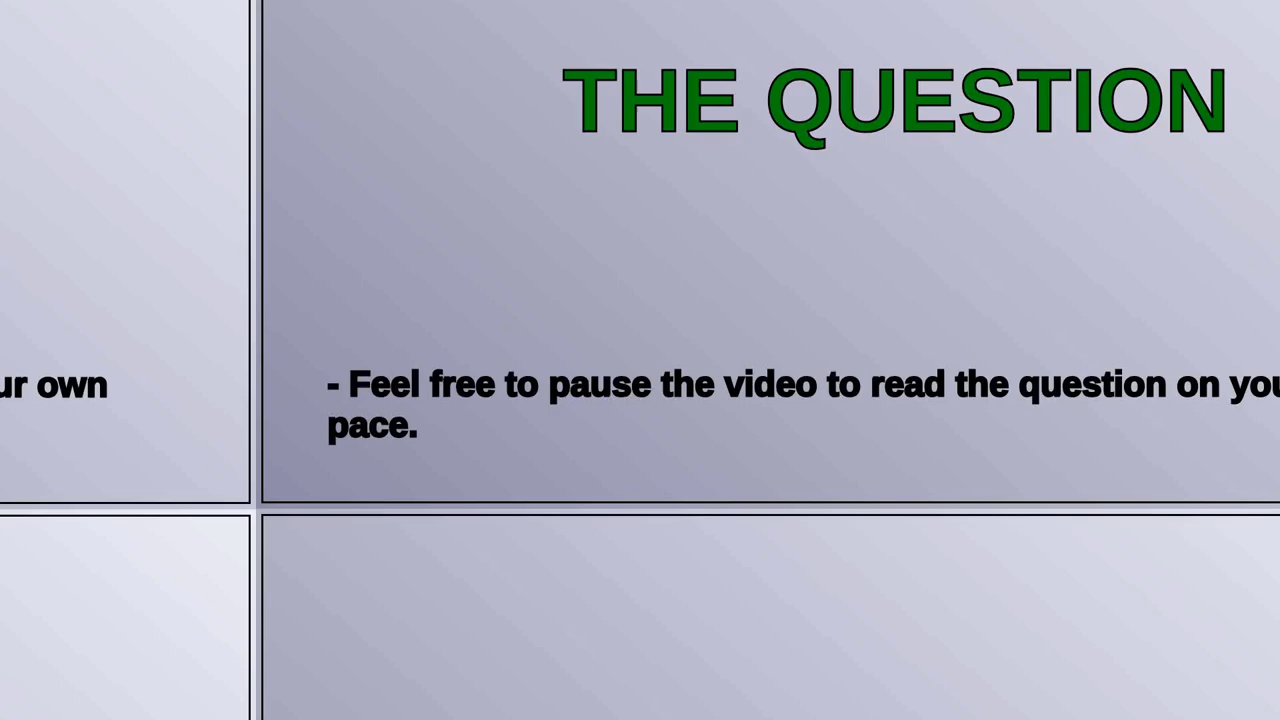 THE QUESTION
ur own
- Feel free to pause the video to read the question on you
pace.